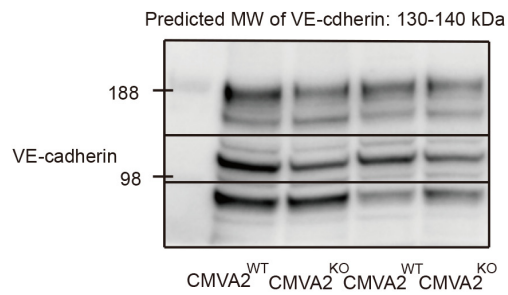 Predicted MW of VE-cdherin: 130-140 kDa
188
VE-cadherin
98
CMVA2WT CMVA2KO CMVA2WT CMVA2KO